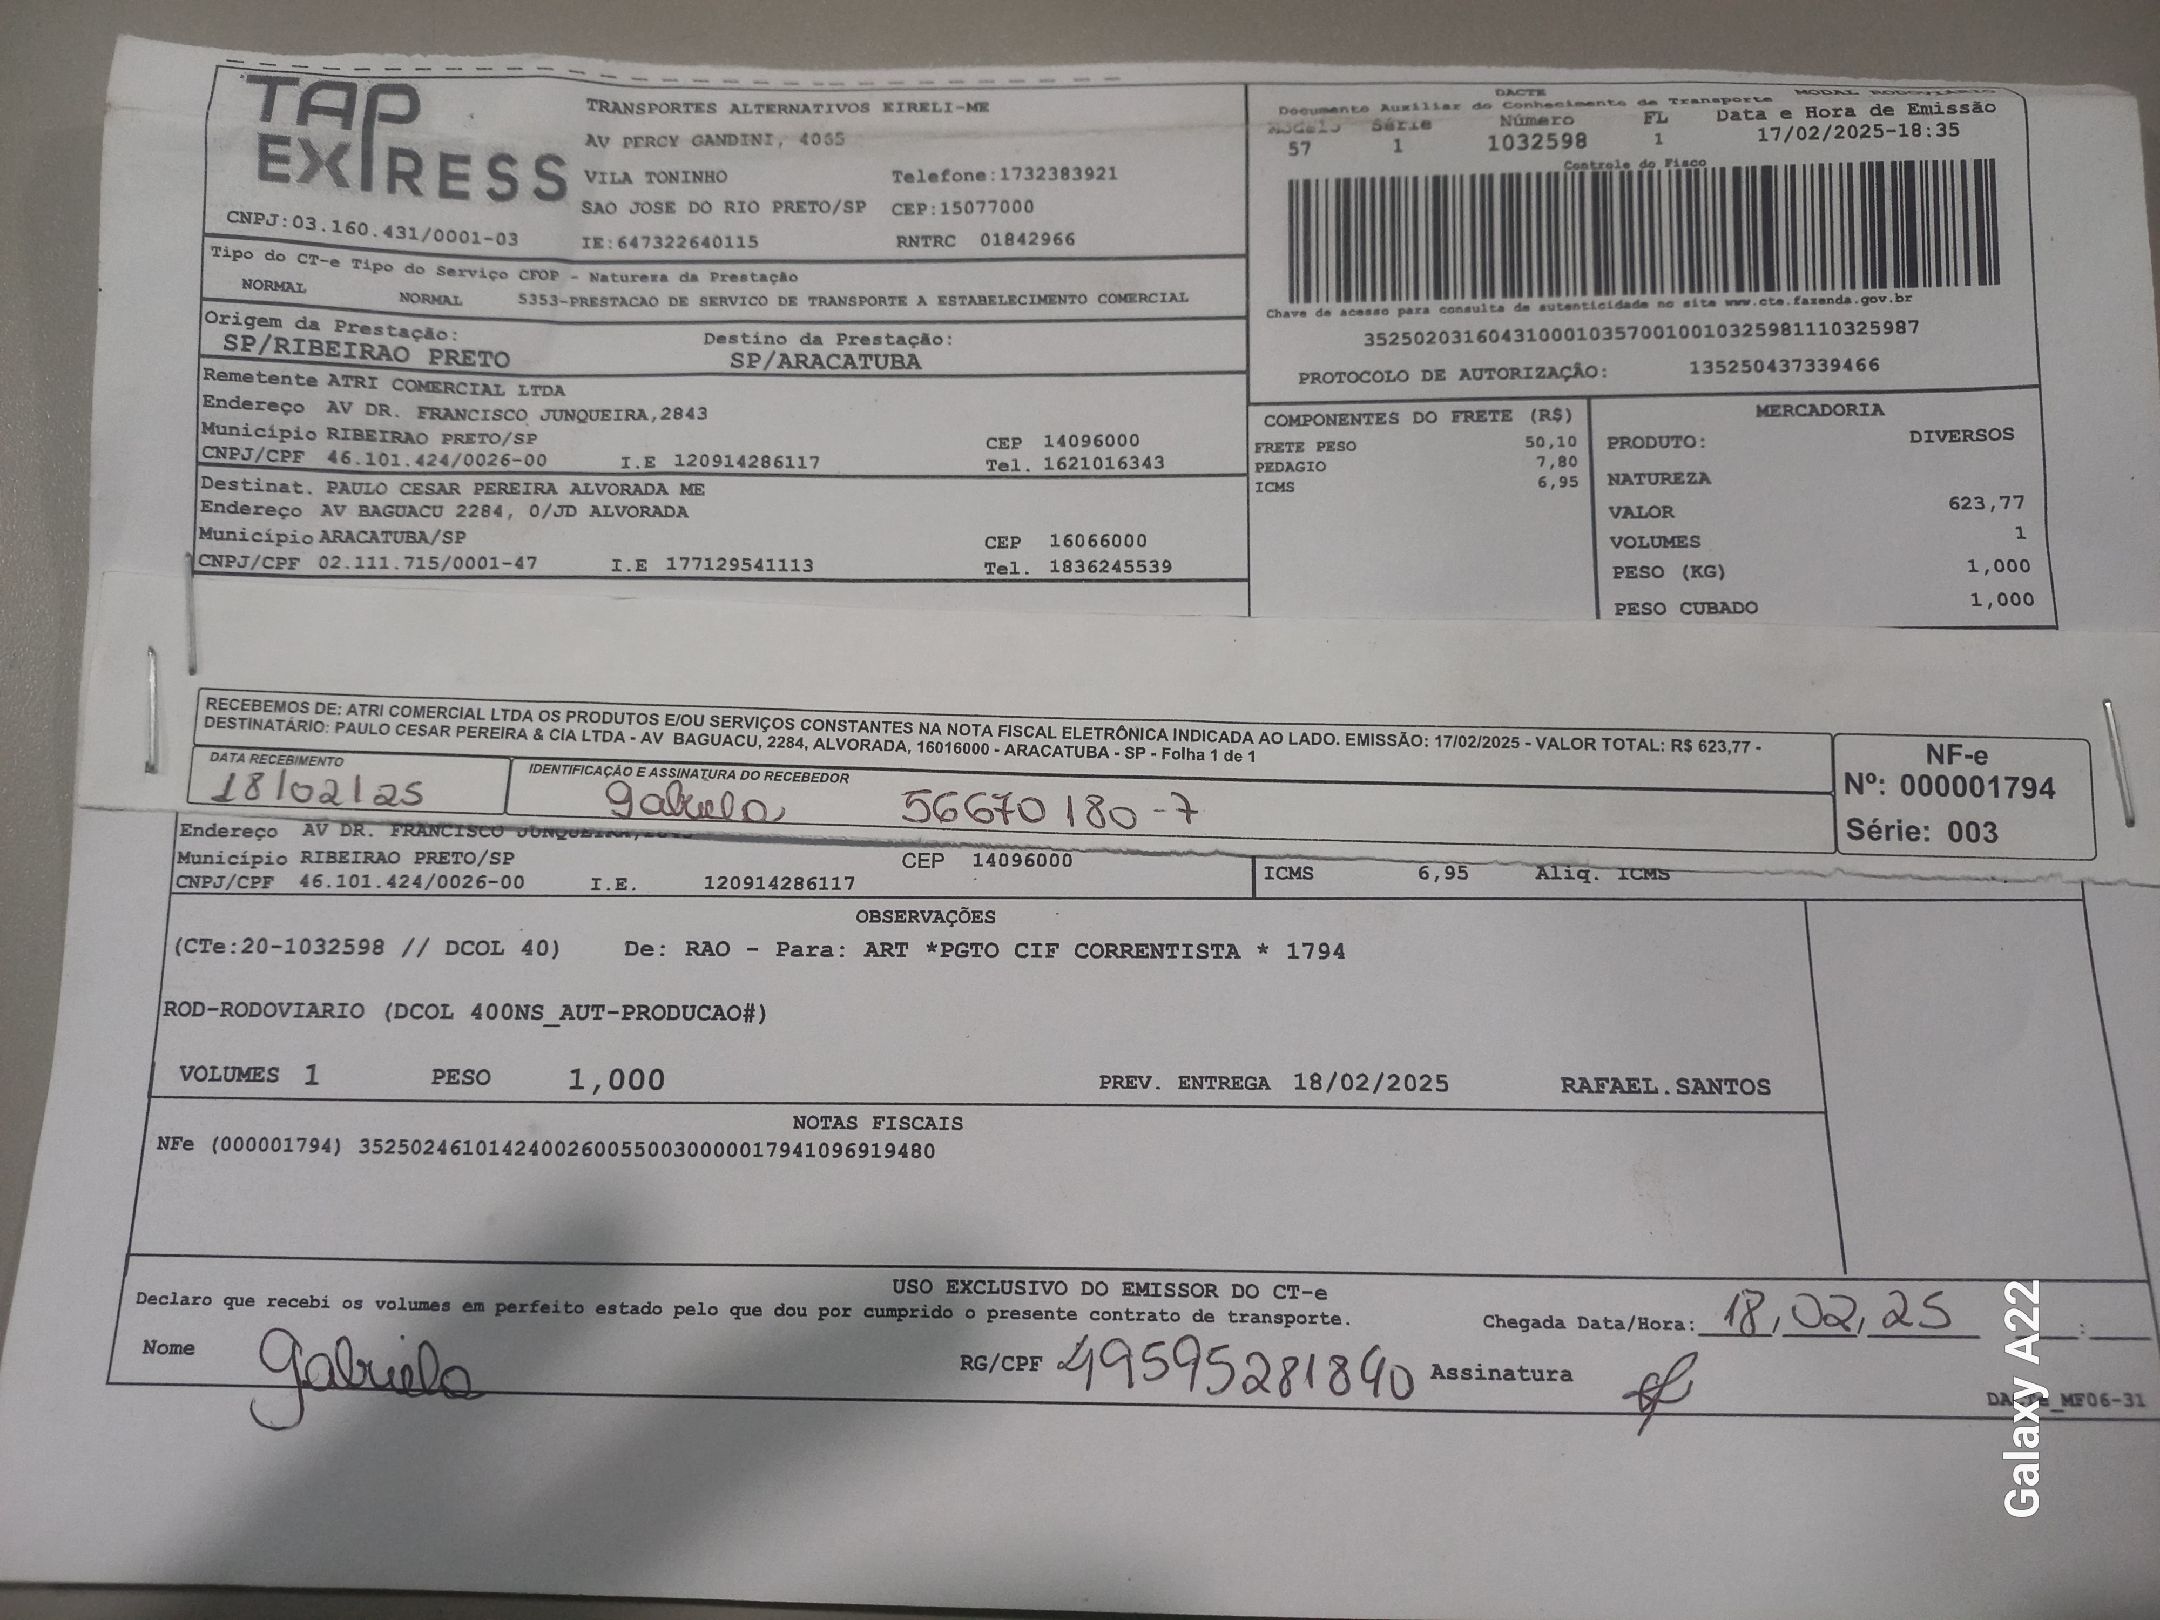 TAP
EXPRESS
CNPJ:03.160.431/0001-03
TRANSPORTES ALTERNATIVOS EIRELI-ME
AV PERCY GANDINI, 4065
VILA TONINHO Telefone:1732383921
SAO JOSE DO RIO PRETO/SP CEP:15077000
IE:647322640115 RNTRC 01842966
DACTE MODAL RODOVIÁRIO
Documento Auxiliar do Conhecimento de Transporte
Modelo Série Número FL Data e Hora de Emissão
57 1 1032598 1 17/02/2025-18:35
Controle do Fisco
Chave de acesso para consulta de autenticidade no site www.cte.fazenda.gov.br
35250203160431000103570010010325981110325987
PROTOCOLO DE AUTORIZAÇÃO: 135250437339466
Tipo do CT-e Tipo do Serviço CFOP - Natureza da Prestação
NORMAL NORMAL 5353-PRESTACAO DE SERVICO DE TRANSPORTE A ESTABELECIMENTO COMERCIAL
Origem da Prestação: Destino da Prestação:
SP/RIBEIRAO PRETO SP/ARACATUBA
Remetente ATRI COMERCIAL LTDA
Endereço AV DR. FRANCISCO JUNQUEIRA,2843
Município RIBEIRAO PRETO/SP CEP 14096000
CNPJ/CPF 46.101.424/0026-00 I.E 120914286117 Tel. 1621016343
Destinat. PAULO CESAR PEREIRA ALVORADA ME
Endereço AV BAGUACU 2284, 0/JD ALVORADA
Município ARACATUBA/SP CEP 16066000
CNPJ/CPF 02.111.715/0001-47 I.E 177129541113 Tel. 1836245539
COMPONENTES DO FRETE (R$)
FRETE PESO 50,10
PEDAGIO 7,80
ICMS 6,95
MERCADORIA
PRODUTO: DIVERSOS
NATUREZA
VALOR 623,77
VOLUMES 1
PESO (KG) 1,000
PESO CUBADO 1,000
RECEBEMOS DE: ATRI COMERCIAL LTDA OS PRODUTOS E/OU SERVIÇOS CONSTANTES NA NOTA FISCAL ELETRÔNICA INDICADA AO LADO. EMISSÃO: 17/02/2025 - VALOR TOTAL: R$ 623,77 -
DESTINATÁRIO: PAULO CESAR PEREIRA & CIA LTDA - AV BAGUACU, 2284, ALVORADA, 16016000 - ARACATUBA - SP - Folha 1 de 1
DATA RECEBIMENTO IDENTIFICAÇÃO E ASSINATURA DO RECEBEDOR
18/02/25 Gabriela 56670180-7
NF-e
Nº: 000001794
Série: 003
Endereço AV DR. FRANCISCO JUNQUEIRA,2843
Município RIBEIRAO PRETO/SP CEP 14096000
CNPJ/CPF 46.101.424/0026-00 I.E. 120914286117
ICMS 6,95 Aliq. ICMS
OBSERVAÇÕES
(CTe:20-1032598 // DCOL 40) De: RAO - Para: ART *PGTO CIF CORRENTISTA * 1794
ROD-RODOVIARIO (DCOL 400NS_AUT-PRODUCAO#)
VOLUMES 1 PESO 1,000 PREV. ENTREGA 18/02/2025 RAFAEL.SANTOS
NOTAS FISCAIS
NFe (000001794) 35250246101424002600550030000017941096919480
USO EXCLUSIVO DO EMISSOR DO CT-e
Declaro que recebi os volumes em perfeito estado pelo que dou por cumprido o presente contrato de transporte.
Chegada Data/Hora: 18,02,25 :
Nome Gabriela RG/CPF 49595281840 Assinatura
MF06-31
Galaxy A22